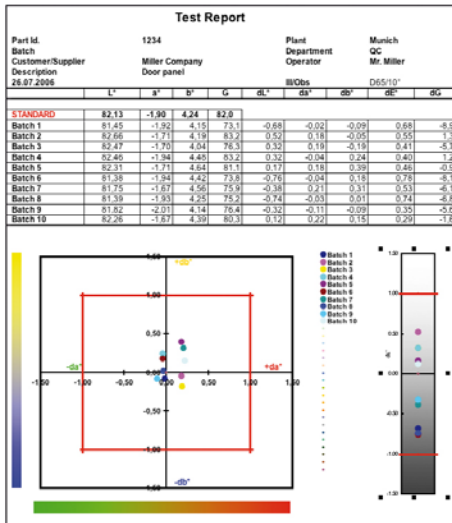 Test Report
Part Id. 1234 Plant Munich
Batch Department QC
Customer/Supplier Miller Company Operator Mr. Miller
Description Door panel
26.07.2006 Ill/Obs D65/10°
L* a* b* G dL* da* db* dE* dG
STANDARD 82,13 -1,90 4,24 82,0
Batch 1 81,45 -1,92 4,15 73,1 -0,68 -0,02 -0,09 0,68
Batch 2 82,66 -1,71 4,19 83,2 0,52 0,18 -0,05 0,55
Batch 3 82,47 -1,70 4,04 76,3 0,32 0,19 -0,19 0,41
Batch 4 82,46 -1,94 4,48 83,2 0,32 -0,04 0,24 0,40 1,2
Batch 5 82,31 -1,71 4,64 81,1 0,17 0,18 0,39 0,46
Batch 6 81,38 -1,94 4,42 73,8 -0,76 -0,04 0,18 0,78
Batch 7 81,75 -1,67 4,56 75,9 -0,38 0,21 0,31 0,53
Batch 8 81,39 -1,93 4,25 75,2 -0,74 -0,03 0,01 0,74
Batch 9 81,82 -2,01 4,14 76,4 -0,32 -0,11 -0,09 0,35
Batch 10 82,26 -1,67 4,39 80,3 0,12 0,22 0,15 0,29
1,50
+db*
1,00
0,50
-da*
+da*
-1,50 -1,00 -0,50 0,00 0,50 1,00 1,50
-0,50
-1,00
-db*
-1,50
Batch 1
Batch 2
Batch 3
Batch 4
Batch 5
Batch 6
Batch 7
Batch 8
Batch 9
Batch 10
1.50
1.00
0.50
0.00
-0.50
-1.00
-1.50